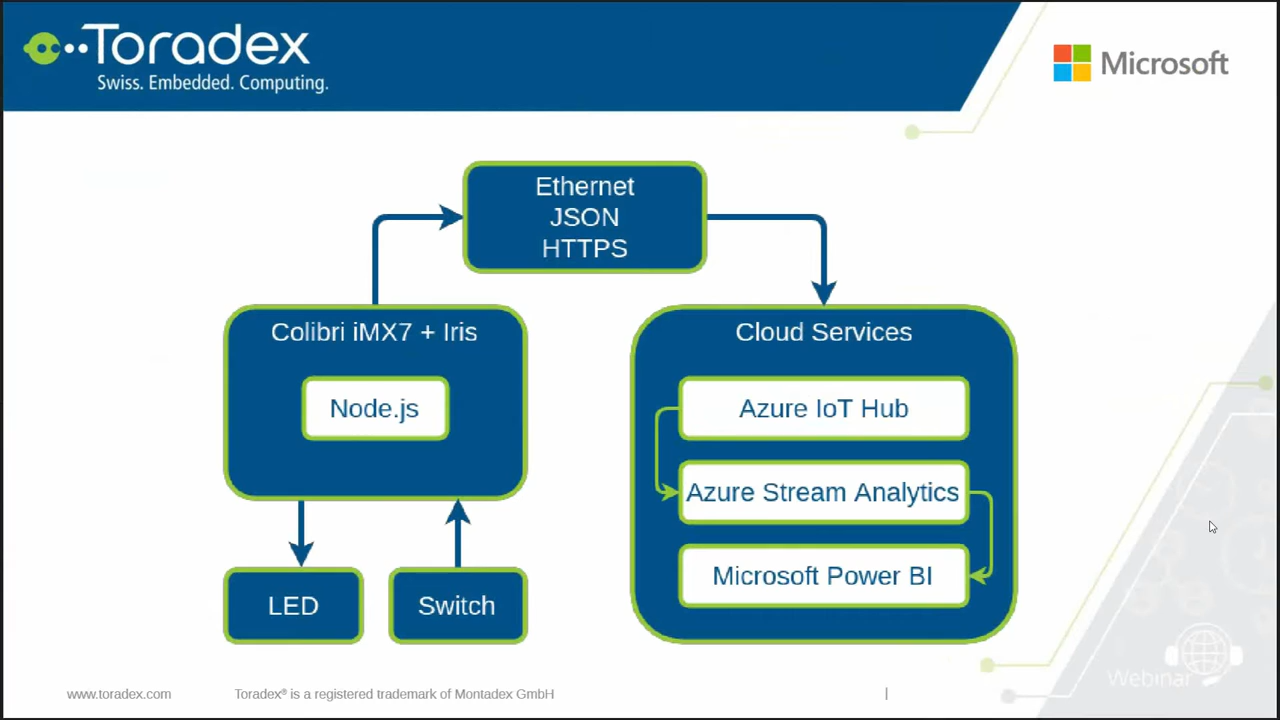 Toradex
Swiss. Embedded. Computing.
Microsoft
Ethernet
JSON
HTTPS
Colibri iMX7 + Iris
Node.js
LED
Switch
Cloud Services
Azure IoT Hub
Azure Stream Analytics
Microsoft Power BI
www.toradex.com
Toradex® is a registered trademark of Montadex GmbH
|
Webinar